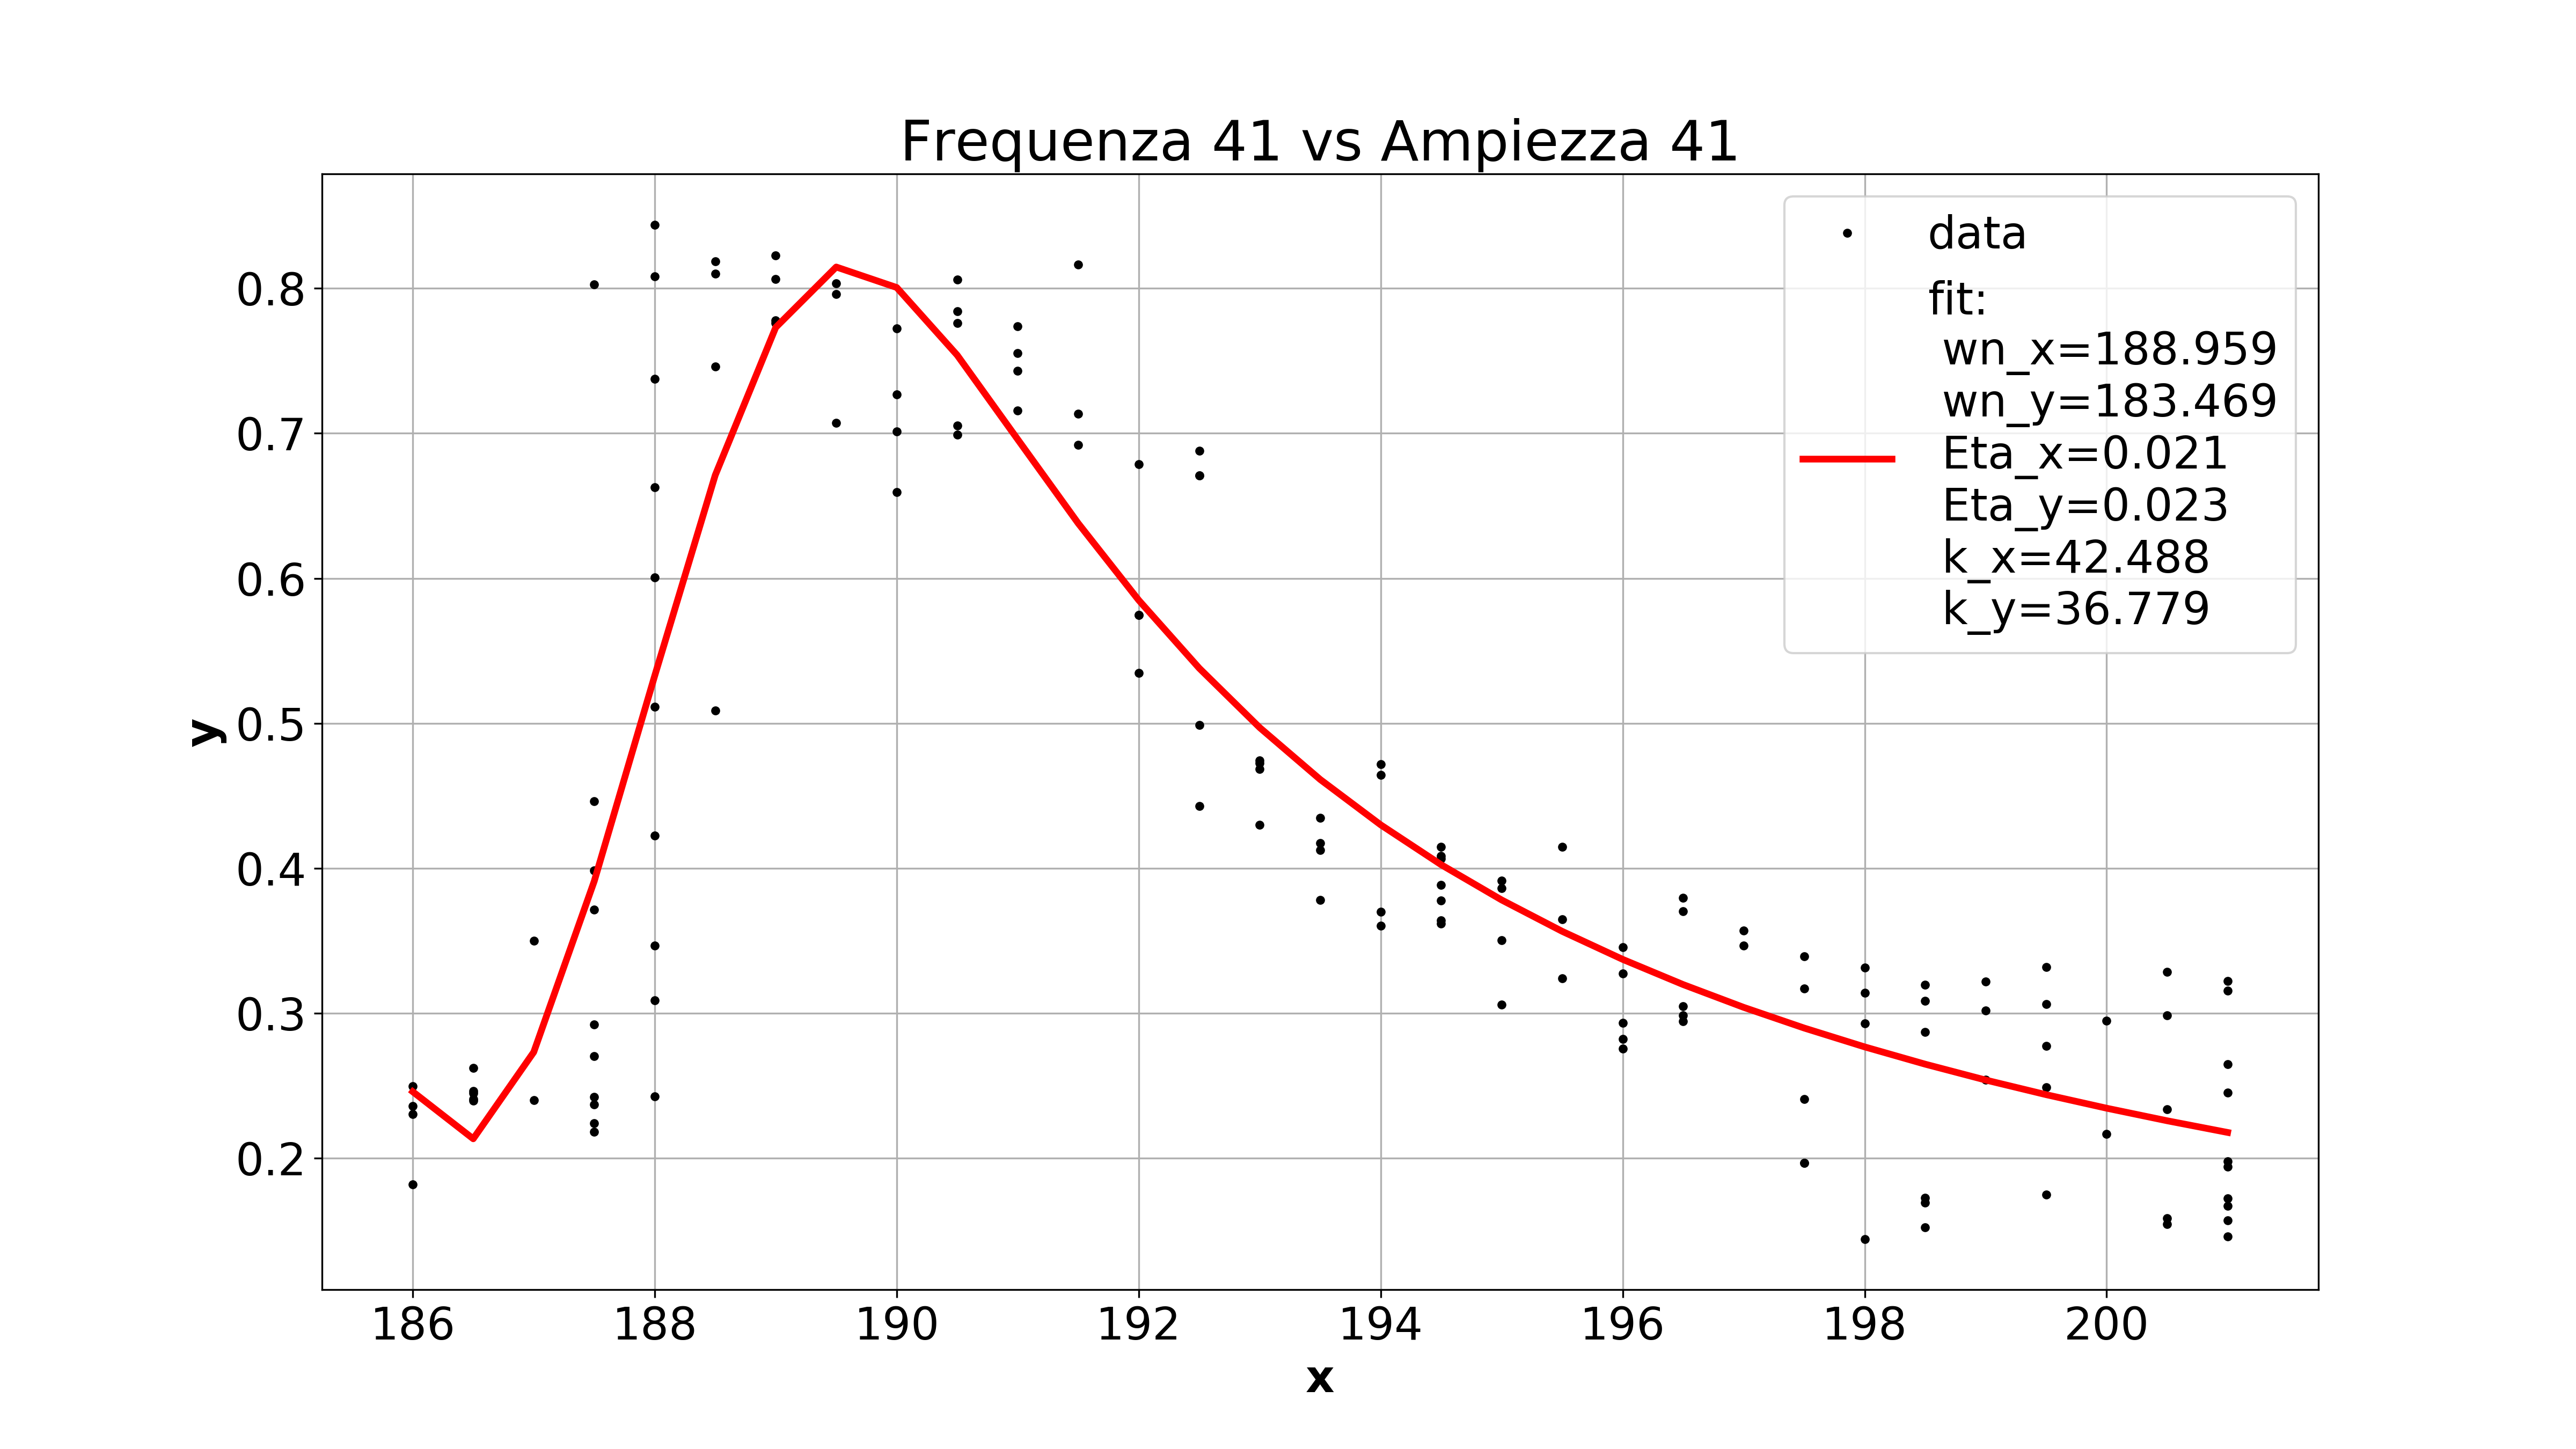 Frequenza 41 vs Ampiezza 41
data
fit:
wn_x=188.959
wn_y=183.469
Eta_x=0.021
Eta_y=0.023
k_x=42.488
k_y=36.779
y
0.8
0.7
0.6
0.5
0.4
0.3
0.2
186 188 190 192 194 196 198 200
x